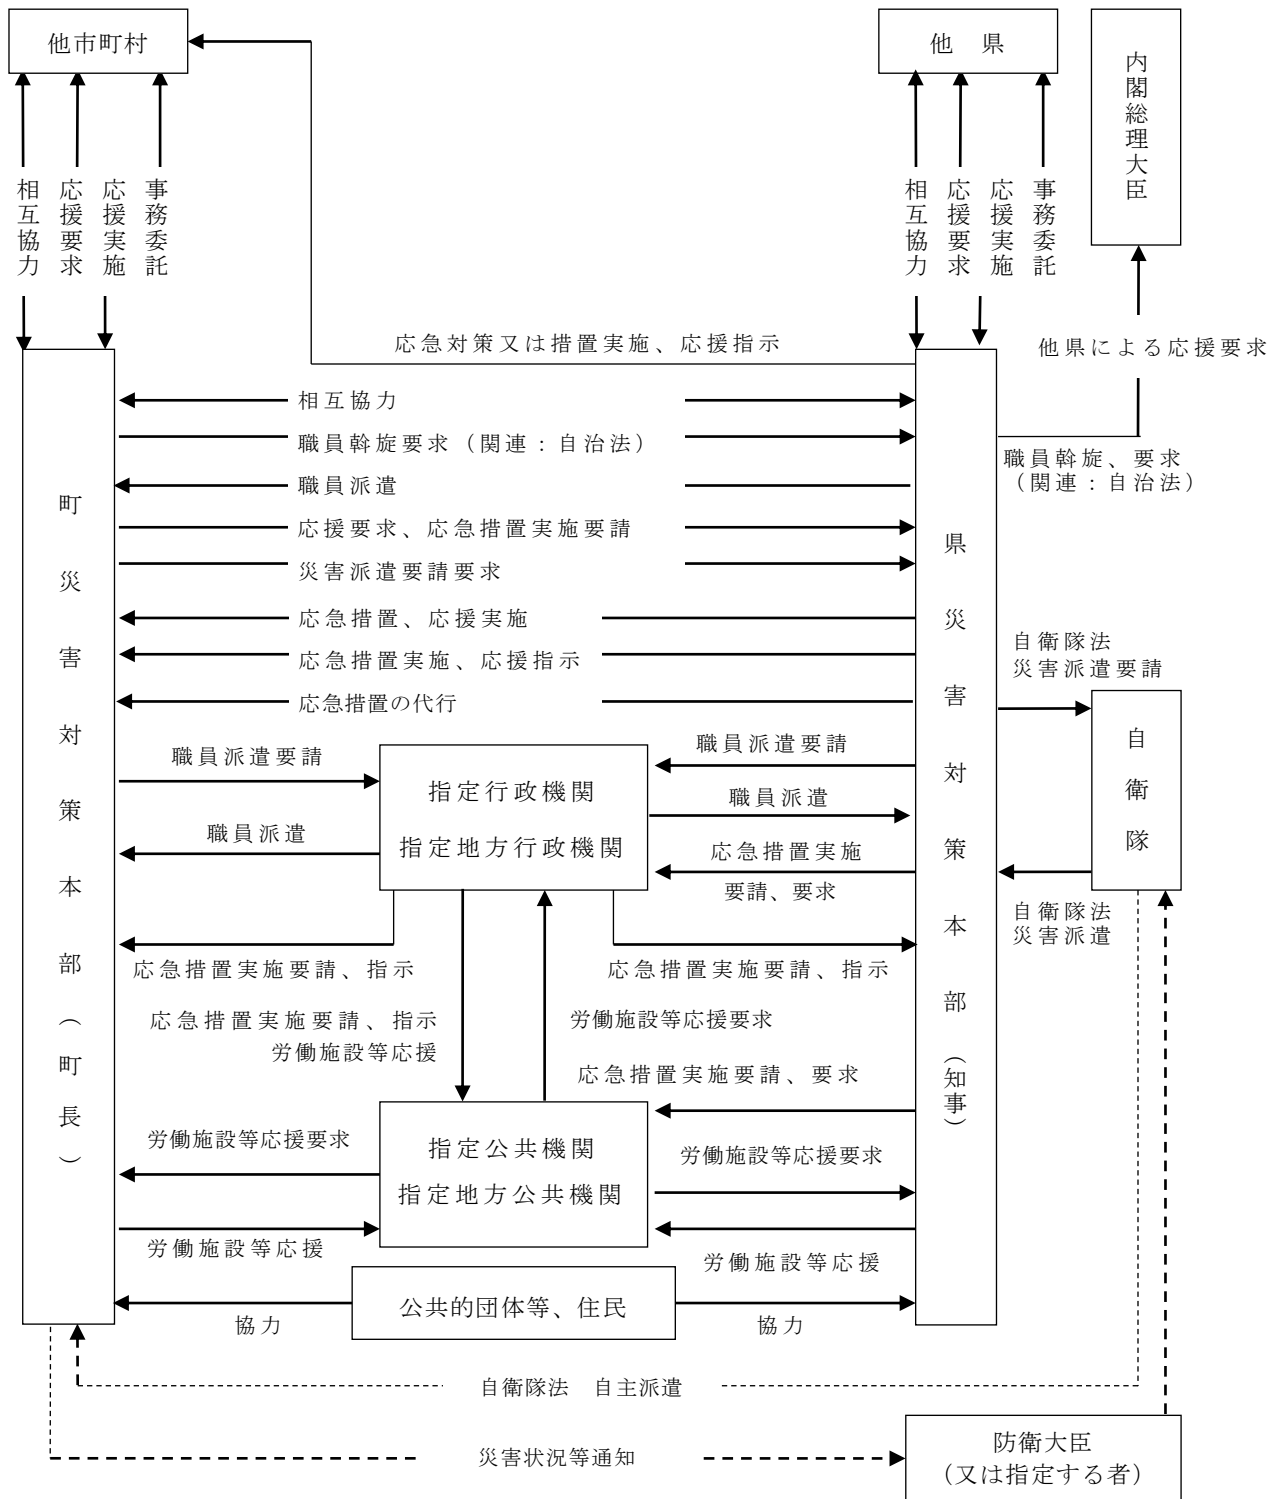 他市町村
他　県
内閣総理大臣
相互協力
応援要求
応援実施
事務委託
相互協力
応援要求
応援実施
事務委託
応急対策又は措置実施、応援指示
他県による応援要求
相互協力
職員斡旋要求（関連：自治法）
職員斡旋、要求
（関連：自治法）
職員派遣
応援要求、応急措置実施要請
災害派遣要請要求
応急措置、応援実施
応急措置実施、応援指示
応急措置の代行
町災害対策本部（町長）
県災害対策本部（知事）
自衛隊法
災害派遣要請
自衛隊
自衛隊法
災害派遣
職員派遣要請
職員派遣
指定行政機関
指定地方行政機関
職員派遣要請
職員派遣
応急措置実施
要請、要求
応急措置実施要請、指示
応急措置実施要請、指示
応急措置実施要請、指示
労働施設等応援
労働施設等応援要求
応急措置実施要請、要求
労働施設等応援要求
指定公共機関
指定地方公共機関
労働施設等応援要求
労働施設等応援
労働施設等応援
公共的団体等、住民
協力
協力
自衛隊法　自主派遣
災害状況等通知
防衛大臣
（又は指定する者）